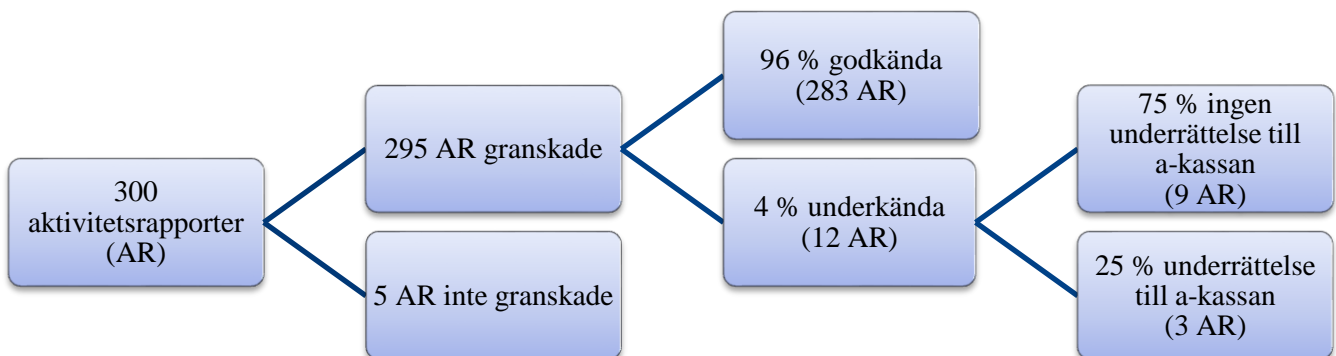 300
aktivitetsrapporter
(AR)
295 AR granskade
5 AR inte granskade
96 % godkända
(283 AR)
4 % underkända
(12 AR)
75 % ingen
underrättelse till
a-kassan
(9 AR)
25 % underrättelse
till a-kassan
(3 AR)